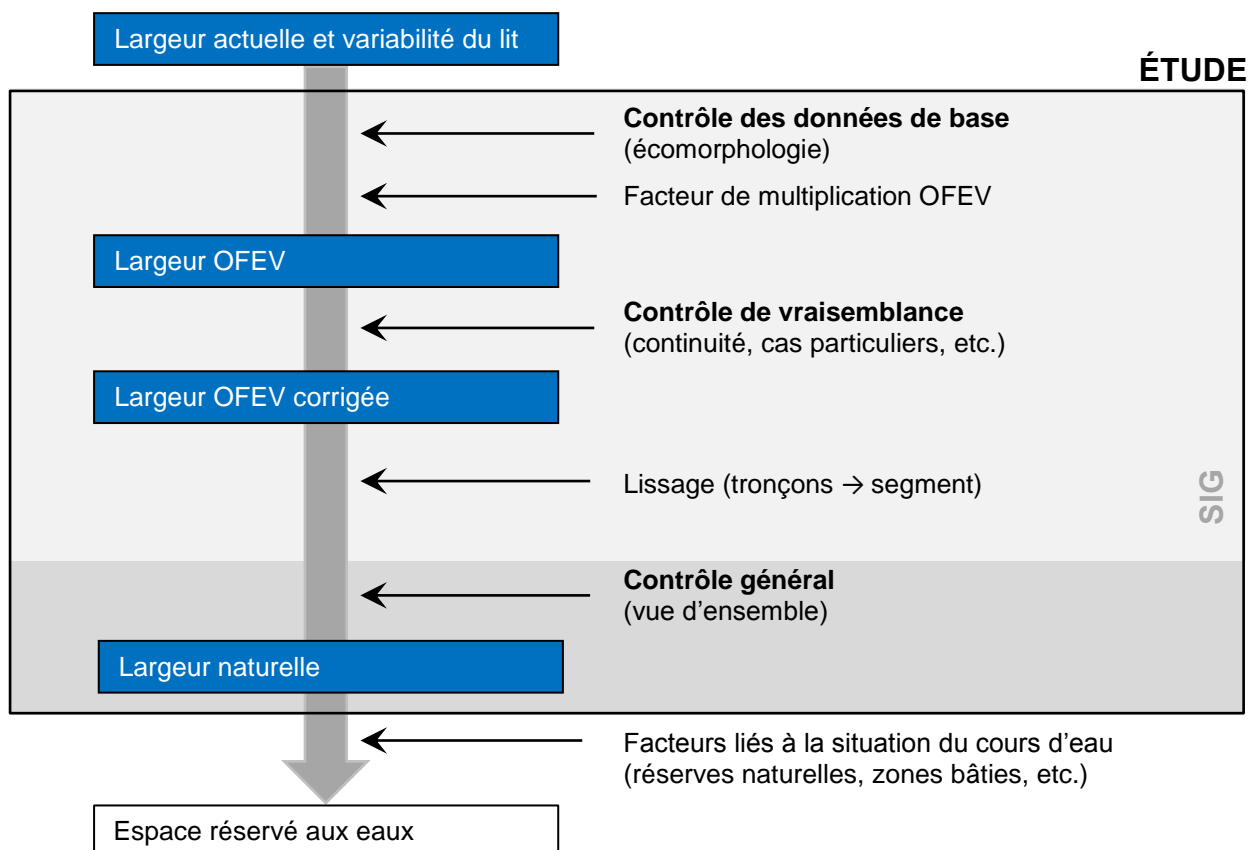 Largeur actuelle et variabilité du lit
ÉTUDE
Contrôle des données de base
(écomorphologie)
Facteur de multiplication OFEV
Largeur OFEV
Contrôle de vraisemblance
(continuité, cas particuliers, etc.)
Largeur OFEV corrigée
Lissage (tronçons → segment)
SIG
Contrôle général
(vue d'ensemble)
Largeur naturelle
Facteurs liés à la situation du cours d'eau
(réserves naturelles, zones bâties, etc.)
Espace réservé aux eaux